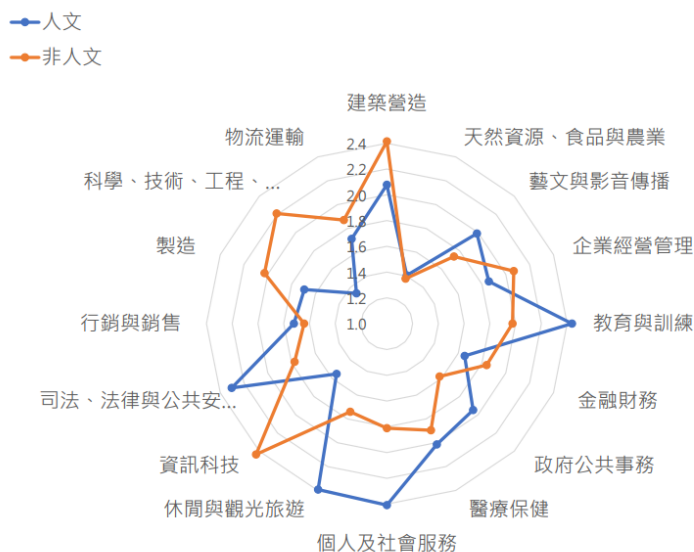 人文
非人文
建築營造
物流運輸
天然資源、食品與農業
科學、技術、工程、...
藝文與影音傳播
製造
企業經營管理
行銷與銷售
教育與訓練
司法、法律與公共安...
金融財務
資訊科技
政府公共事務
休閒與觀光旅遊
醫療保健
個人及社會服務
2.4
2.2
2.0
1.8
1.6
1.4
1.2
1.0